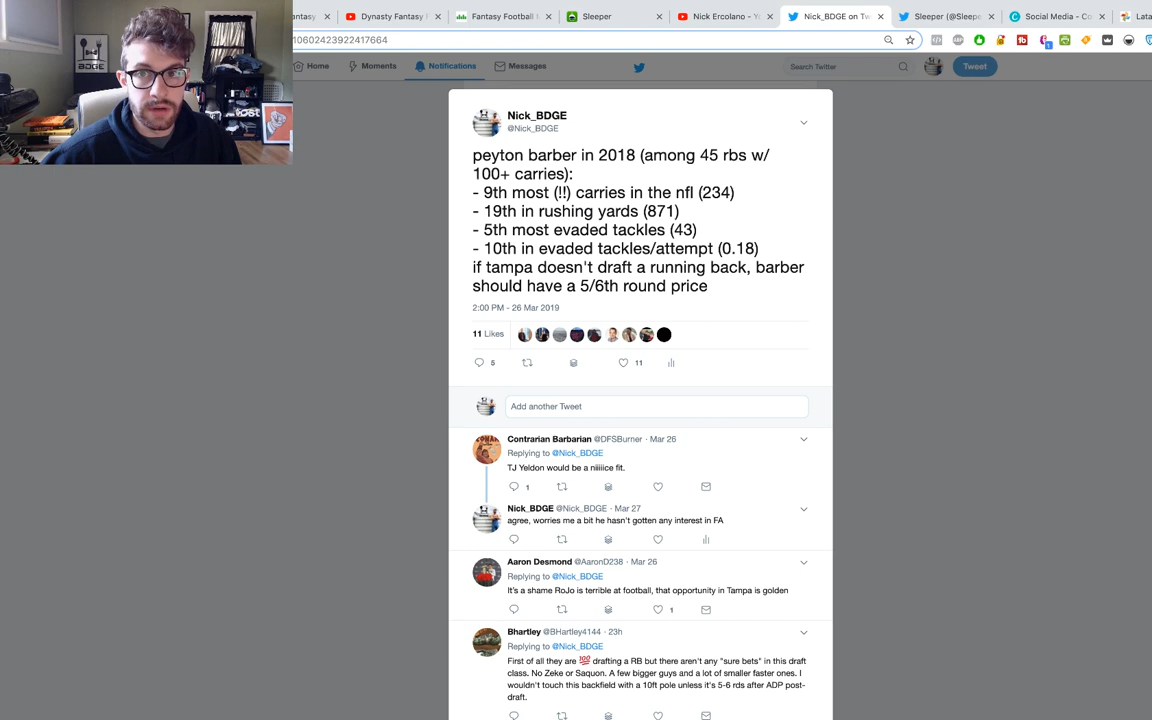 antasy
Dynasty Fantasy
Fantasy Football
Sleeper
Nick Ercolano - Yo
Nick_BDGE on Tw
Sleeper (@Sleepe
Social Media - Co
Lata
10602423922417664
Home
Moments
Notifications
Messages
Search Twitter
Tweet
BDGE
Nick_BDGE
@Nick_BDGE
peyton barber in 2018 (among 45 rbs w/
100+ carries):
- 9th most (!!) carries in the nfl (234)
- 19th in rushing yards (871)
- 5th most evaded tackles (43)
- 10th in evaded tackles/attempt (0.18)
if tampa doesn't draft a running back, barber
should have a 5/6th round price
2:00 PM - 26 Mar 2019
11 Likes
5
11
Add another Tweet
Contrarian Barbarian @DFSBurner · Mar 26
Replying to @Nick_BDGE
TJ Yeldon would be a niiiiice fit.
1
Nick_BDGE @Nick_BDGE · Mar 27
agree, worries me a bit he hasn't gotten any interest in FA
Aaron Desmond @AaronD238 · Mar 26
Replying to @Nick_BDGE
It's a shame RoJo is terrible at football, that opportunity in Tampa is golden
1
Bhartley @BHartley4144 · 23h
Replying to @Nick_BDGE
First of all they are 💯 drafting a RB but there aren't any "sure bets" in this draft
class. No Zeke or Saquon. A few bigger guys and a lot of smaller faster ones. I
wouldn't touch this backfield with a 10ft pole unless it's 5-6 rds after ADP post-
draft.